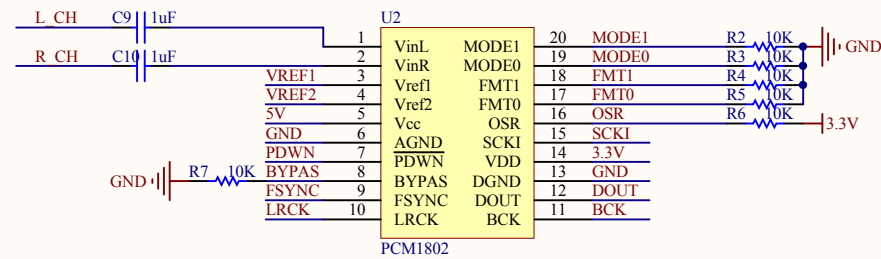 L_CH C9 1uF U2
1 VinL MODE1 20 MODE1 R2 10K GND
R_CH C10 1uF 2 VinR MODE0 19 MODE0 R3 10K
VREF1 3 Vref1 FMT1 18 FMT1 R4 10K
VREF2 4 Vref2 FMT0 17 FMT0 R5 10K
5V 5 Vcc OSR 16 OSR R6 10K 3.3V
GND 6 AGND SCKI 15 SCKI
PDWN 7 PDWN VDD 14 3.3V
GND R7 10K BYPAS 8 BYPAS DGND 13 GND
FSYNC 9 FSYNC DOUT 12 DOUT
LRCK 10 LRCK BCK 11 BCK
PCM1802